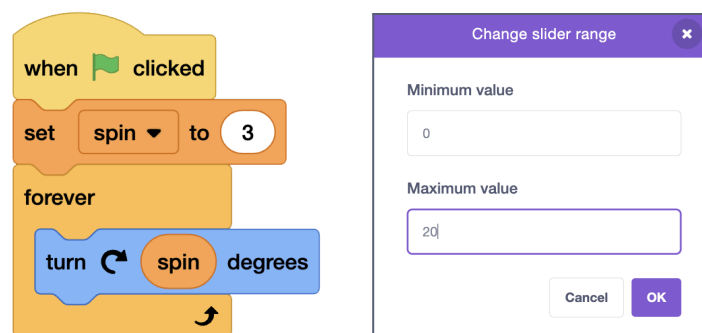 when clicked
set spin to 3
forever
turn spin degrees
Change slider range
Minimum value
0
Maximum value
20
Cancel OK